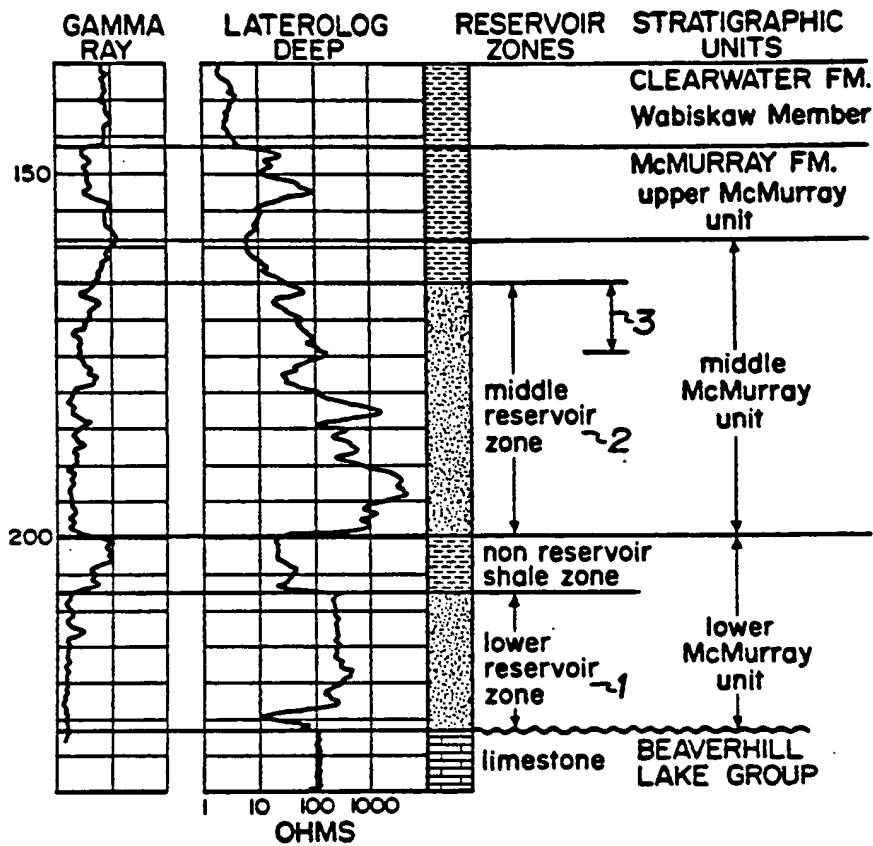 GAMMA RAY
LATEROLOG DEEP
RESERVOIR ZONES
STRATIGRAPHIC UNITS
CLEARWATER FM.
Wabiskaw Member
150
McMURRAY FM.
upper McMurray
unit
3
middle
reservoir
zone
2
middle
McMurray
unit
200
non reservoir
shale zone
lower
reservoir
zone
1
lower
McMurray
unit
limestone
BEAVERHILL
LAKE GROUP
1 10 100 1000
OHMS